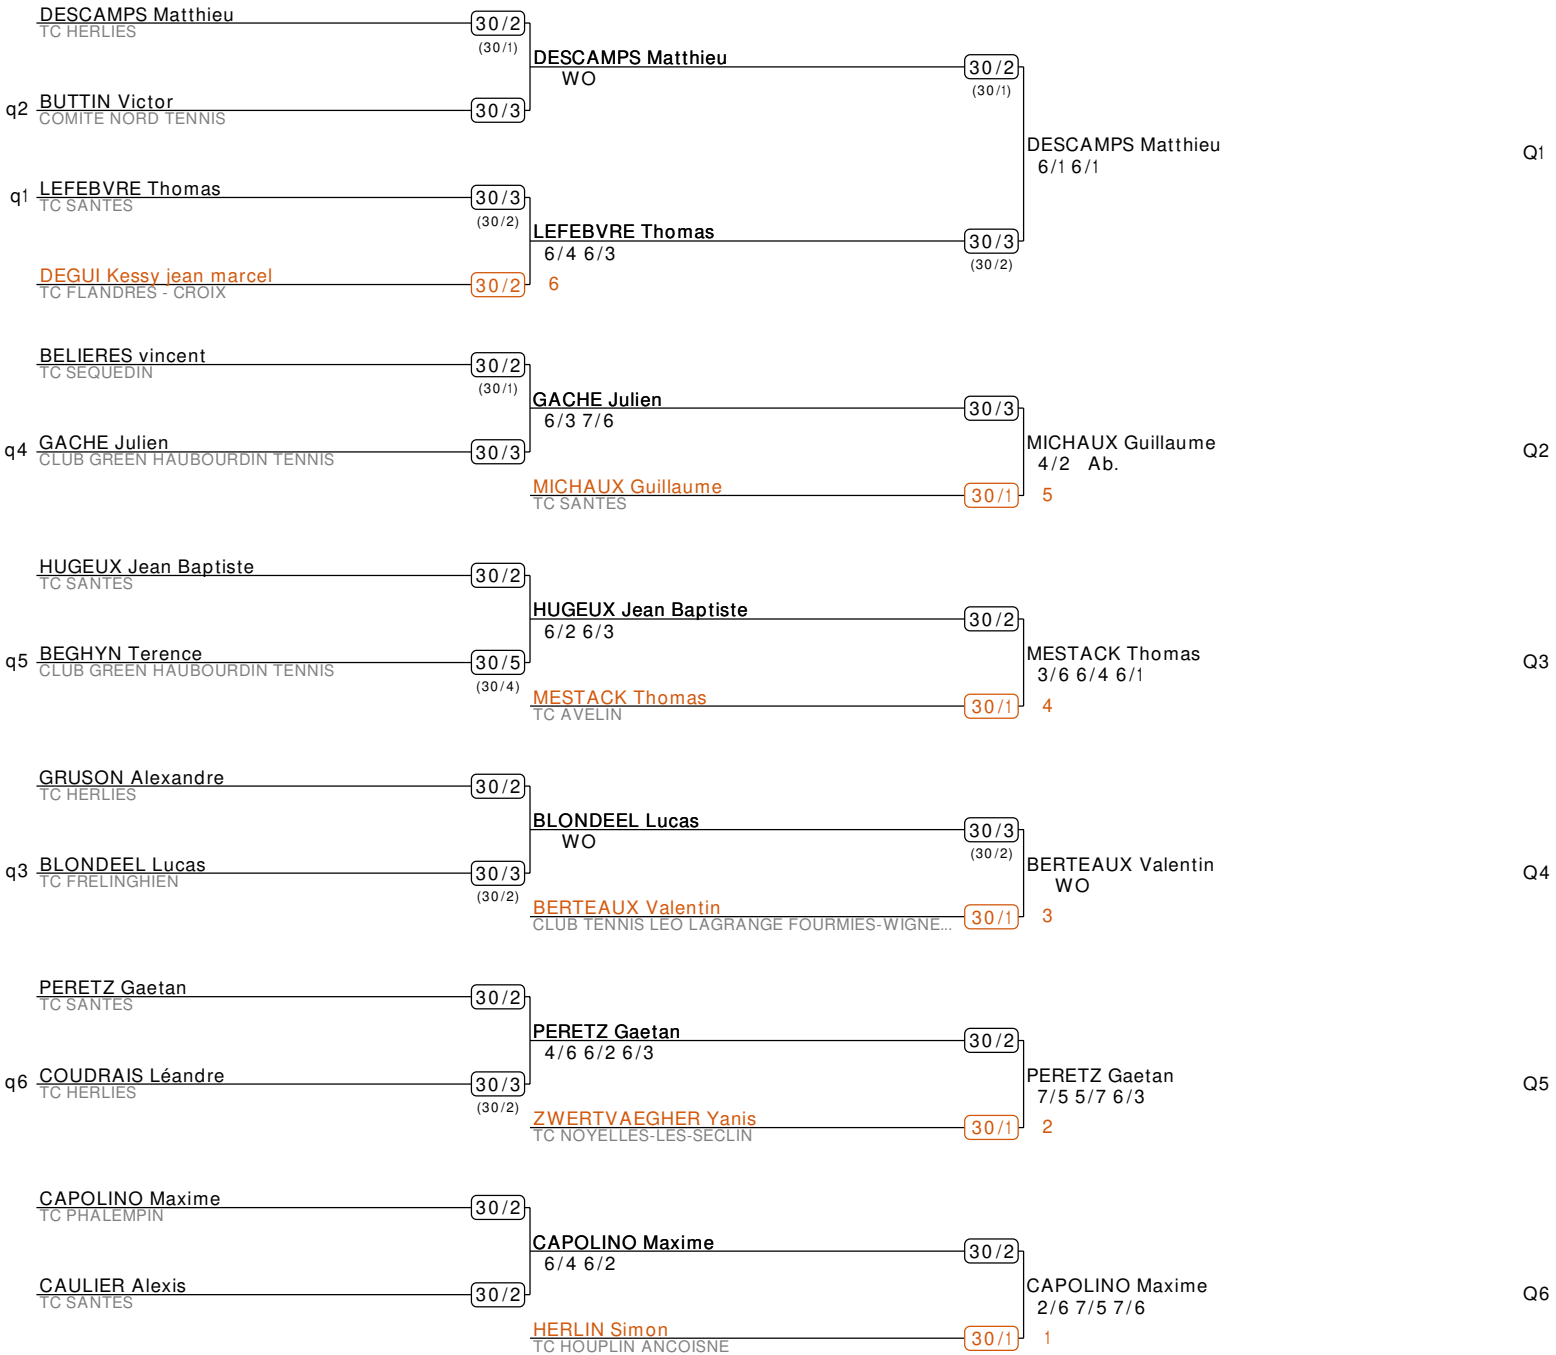 DESCAMPS Matthieu
TC HERLIES
30/2
(30/1)
DESCAMPS Matthieu
WO
30/2
(30/1)
q2 BUTTIN Victor
COMITE NORD TENNIS
30/3
DESCAMPS Matthieu
6/1 6/1
Q1
q1 LEFEBVRE Thomas
TC SANTES
30/3
(30/2)
LEFEBVRE Thomas
6/4 6/3
30/3
(30/2)
DEGUI Kessy jean marcel
TC FLANDRES - CROIX
30/2 6
BELIERES vincent
TC SEQUEDIN
30/2
(30/1)
GACHE Julien
6/3 7/6
30/3
q4 GACHE Julien
CLUB GREEN HAUBOURDIN TENNIS
30/3
MICHAUX Guillaume
4/2 Ab.
Q2
MICHAUX Guillaume
TC SANTES
30/1 5
HUGEUX Jean Baptiste
TC SANTES
30/2
HUGEUX Jean Baptiste
6/2 6/3
30/2
q5 BEGHYN Terence
CLUB GREEN HAUBOURDIN TENNIS
30/5
(30/4)
MESTACK Thomas
3/6 6/4 6/1
Q3
MESTACK Thomas
TC AVELIN
30/1 4
GRUSON Alexandre
TC HERLIES
30/2
BLONDEEL Lucas
WO
30/3
(30/2)
q3 BLONDEEL Lucas
TC FRELINGHIEN
30/3
(30/2)
BERTEAUX Valentin
WO
Q4
BERTEAUX Valentin
CLUB TENNIS LEO LAGRANGE FOURMIES-WIGNE...
30/1 3
PERETZ Gaetan
TC SANTES
30/2
PERETZ Gaetan
4/6 6/2 6/3
30/2
q6 COUDRAIS Léandre
TC HERLIES
30/3
(30/2)
PERETZ Gaetan
7/5 5/7 6/3
Q5
ZWERTVAEGHER Yanis
TC NOYELLES-LES-SECLIN
30/1 2
CAPOLINO Maxime
TC PHALEMPIN
30/2
CAPOLINO Maxime
6/4 6/2
30/2
CAULIER Alexis
TC SANTES
30/2
CAPOLINO Maxime
2/6 7/5 7/6
Q6
HERLIN Simon
TC HOUPLIN ANCOISNE
30/1 1